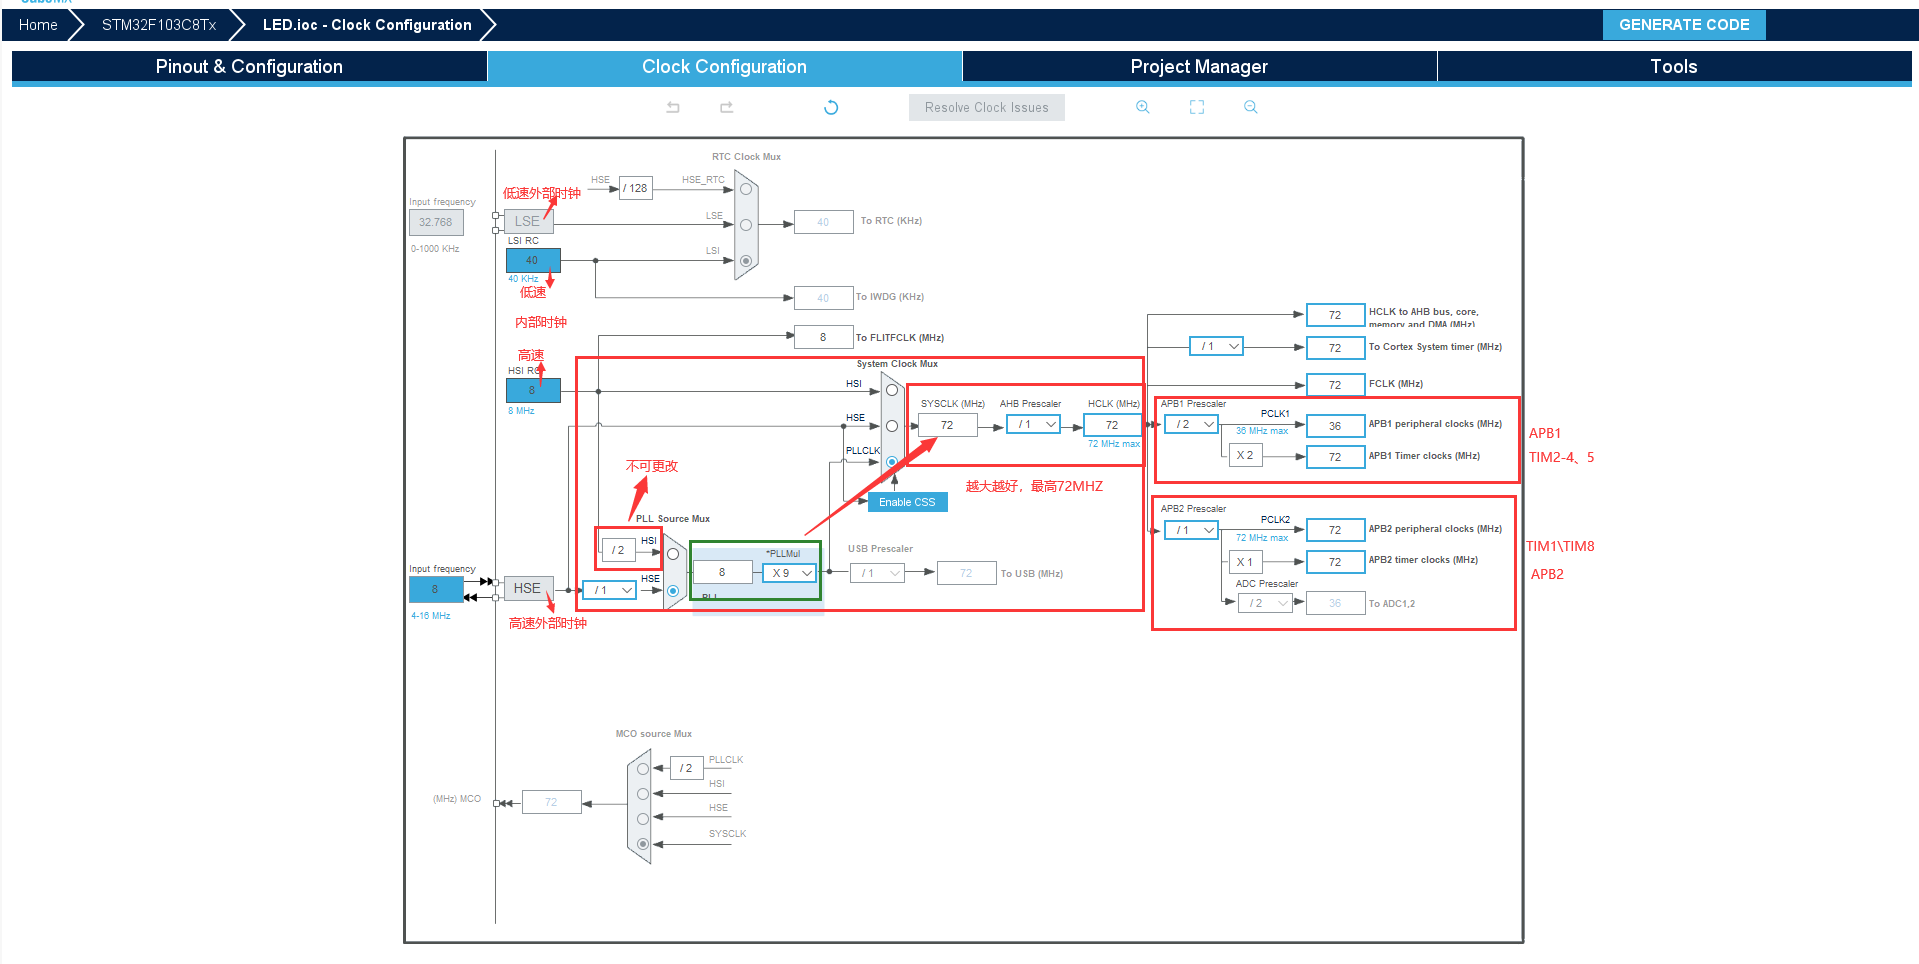 Home
STM32F103C8Tx
LED.ioc - Clock Configuration
GENERATE CODE
Pinout & Configuration
Clock Configuration
Project Manager
Tools
Resolve Clock Issues
RTC Clock Mux
HSE
/ 128
HSE_RTC
低速外部时钟
Input frequency
32.768
0-1000 KHz
LSE
LSE
40
To RTC (KHz)
LSI RC
40
40 KHz
LSI
低速
40
To IWDG (KHz)
内部时钟
8
To FLITFCLK (MHz)
高速
HSI RC
8
8 MHz
System Clock Mux
HSI
HSE
PLLCLK
SYSCLK (MHz)
72
AHB Prescaler
/ 1
HCLK (MHz)
72
72 MHz max
越大越好，最高72MHZ
Enable CSS
72
HCLK to AHB bus, core,
memory and DMA (MHz)
/ 1
72
To Cortex System timer (MHz)
72
FCLK (MHz)
APB1 Prescaler
/ 2
PCLK1
36 MHz max
36
APB1 peripheral clocks (MHz)
X 2
72
APB1 Timer clocks (MHz)
APB1
TIM2-4、5
APB2 Prescaler
/ 1
PCLK2
72 MHz max
72
APB2 peripheral clocks (MHz)
X 1
72
APB2 timer clocks (MHz)
ADC Prescaler
/ 2
36
To ADC1,2
TIM1\TIM8
APB2
不可更改
PLL Source Mux
/ 2
HSI
HSE
/ 1
8
*PLLMul
X 9
PLL
USB Prescaler
/ 1
72
To USB (MHz)
Input frequency
8
4-16 MHz
HSE
高速外部时钟
MCO source Mux
/ 2
PLLCLK
HSI
HSE
SYSCLK
(MHz) MCO
72